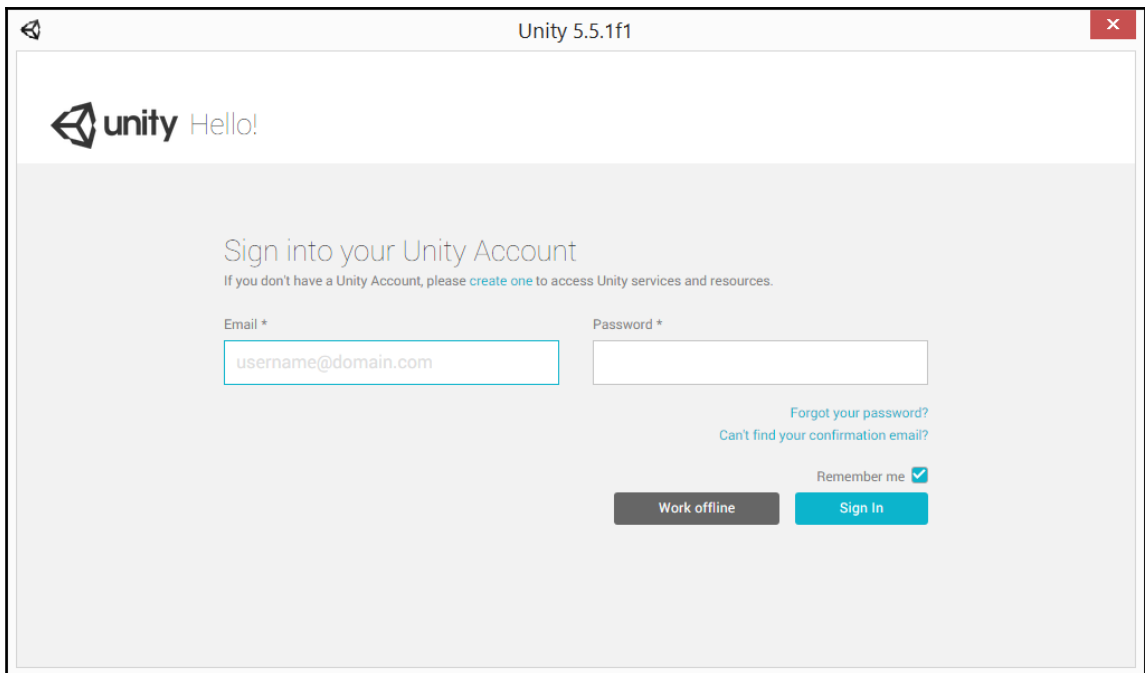 Unity 5.5.1f1
unity Hello!
Sign into your Unity Account
If you don't have a Unity Account, please create one to access Unity services and resources.
Email *
Password *
username@domain.com
Forgot your password?
Can't find your confirmation email?
Remember me
Work offline
Sign In